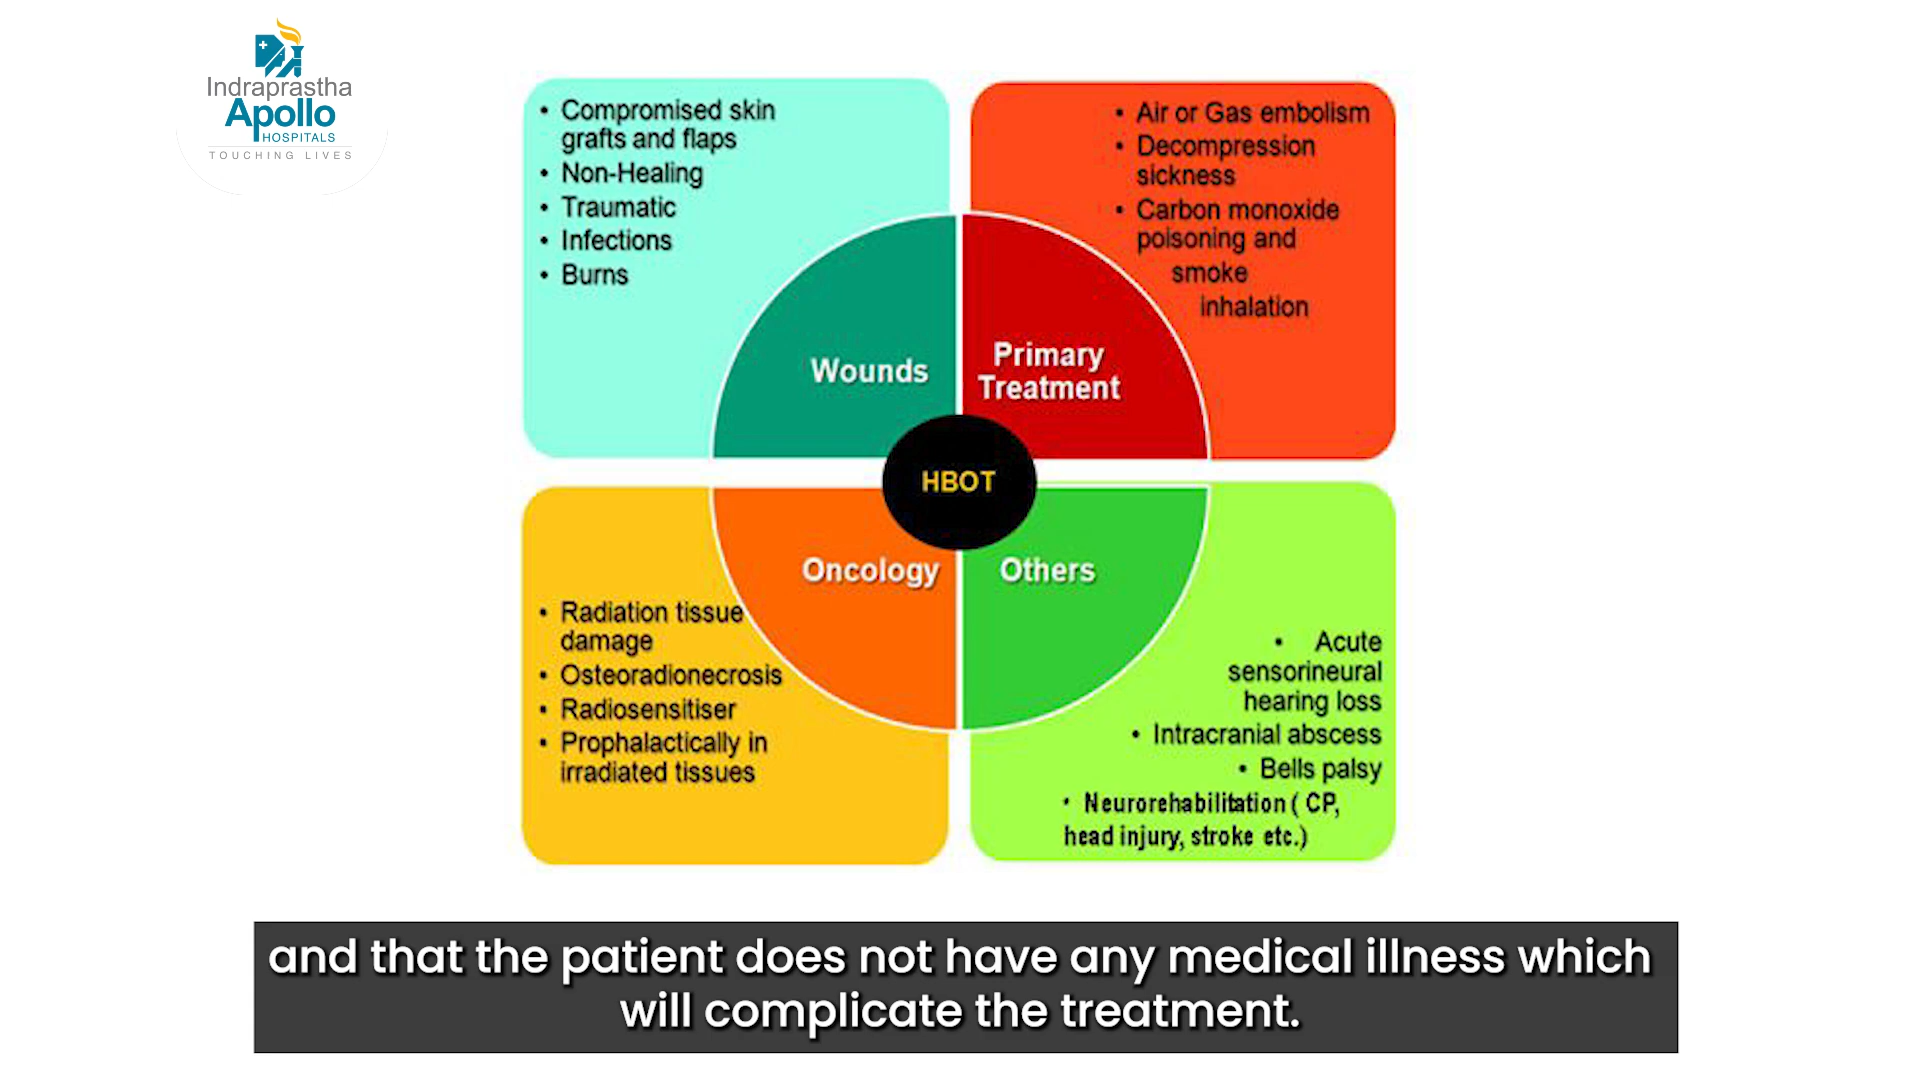 Indraprastha
Apollo
HOSPITALS
TOUCHING LIVES
• Compromised skin
grafts and flaps
• Non-Healing
• Traumatic
• Infections
• Burns
• Air or Gas embolism
• Decompression
sickness
• Carbon monoxide
poisoning and
smoke
inhalation
Wounds
Primary
Treatment
HBOT
Oncology
Others
• Radiation tissue
damage
• Osteoradionecrosis
• Radiosensitiser
• Prophalactically in
irradiated tissues
• Acute
sensorineural
hearing loss
• Intracranial abscess
• Bells palsy
• Neurorehabilitation ( CP,
head injury, stroke etc.)
and that the patient does not have any medical illness which
will complicate the treatment.